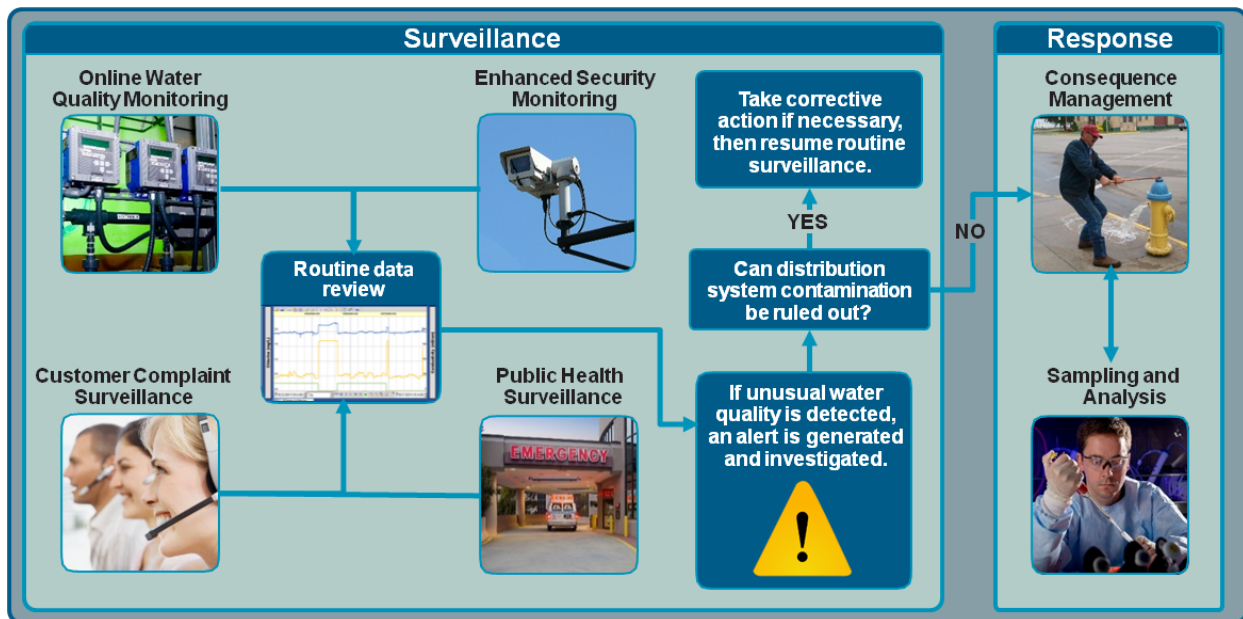 Surveillance
Response
Online Water
Quality Monitoring
Enhanced Security
Monitoring
Take corrective
action if necessary,
then resume routine
surveillance.
Consequence
Management
YES
NO
Routine data
review
Can distribution
system contamination
be ruled out?
Customer Complaint
Surveillance
Public Health
Surveillance
EMERGENCY
If unusual water
quality is detected,
an alert is generated
and investigated.
!
Sampling and
Analysis